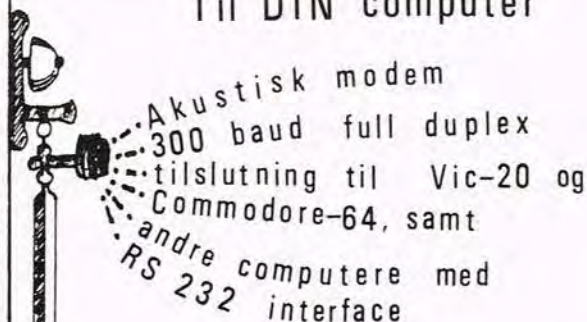 Til DIN computer
Akustisk modem
300 baud full duplex
tilslutning til Vic-20 og
Commodore-64, samt
andre computere med
RS 232 interface